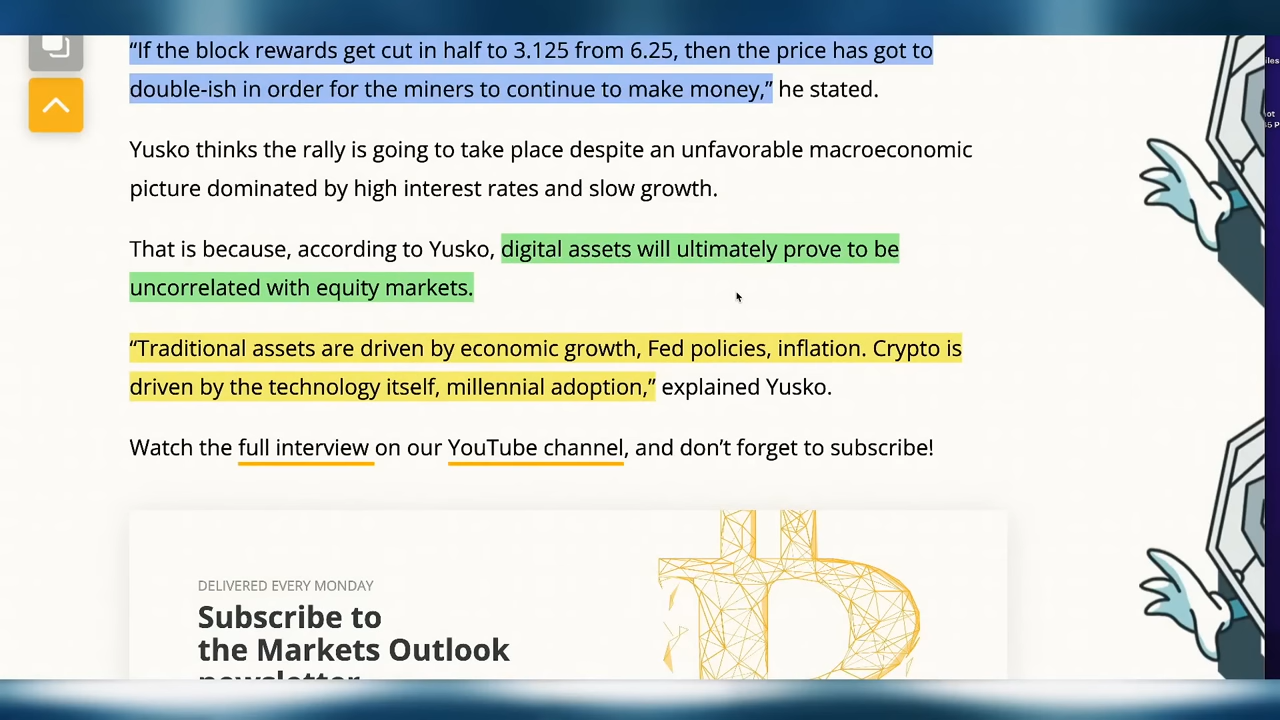 “If the block rewards get cut in half to 3.125 from 6.25, then the price has got to
double-ish in order for the miners to continue to make money,” he stated.
Yusko thinks the rally is going to take place despite an unfavorable macroeconomic
picture dominated by high interest rates and slow growth.
That is because, according to Yusko, digital assets will ultimately prove to be
uncorrelated with equity markets.
“Traditional assets are driven by economic growth, Fed policies, inflation. Crypto is
driven by the technology itself, millennial adoption,” explained Yusko.
Watch the full interview on our YouTube channel, and don’t forget to subscribe!
DELIVERED EVERY MONDAY
Subscribe to
the Markets Outlook
newsletter